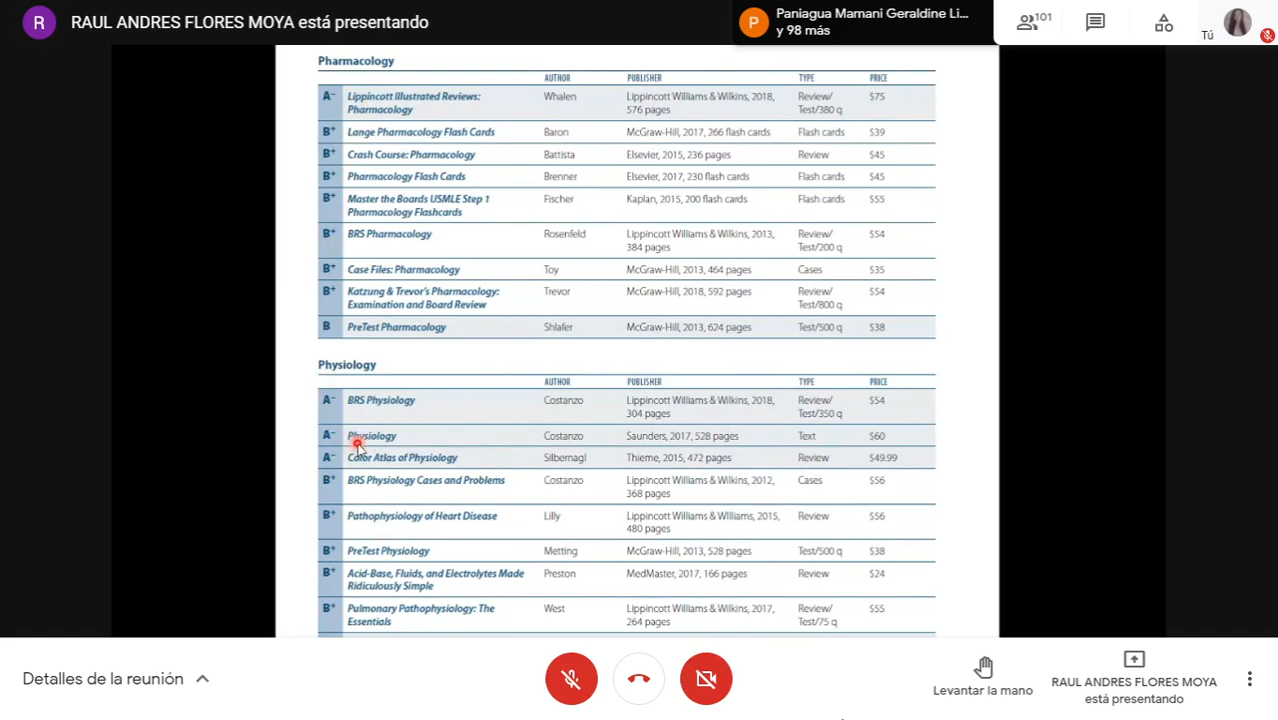 R RAUL ANDRES FLORES MOYA está presentando
P Paniagua Mamani Geraldine Li...
y 98 más
101
Tú
Pharmacology
AUTHOR PUBLISHER TYPE PRICE
A⁻ Lippincott Illustrated Reviews: Whalen Lippincott Williams & Wilkins, 2018, Review/ $75
Pharmacology 576 pages Test/380 q
B⁺ Lange Pharmacology Flash Cards Baron McGraw-Hill, 2017, 266 flash cards Flash cards $39
B⁺ Crash Course: Pharmacology Battista Elsevier, 2015, 236 pages Review $45
B⁺ Pharmacology Flash Cards Brenner Elsevier, 2017, 230 flash cards Flash cards $45
B⁺ Master the Boards USMLE Step 1 Fischer Kaplan, 2015, 200 flash cards Flash cards $55
Pharmacology Flashcards
B⁺ BRS Pharmacology Rosenfeld Lippincott Williams & Wilkins, 2013, Review/ $54
384 pages Test/200 q
B⁺ Case Files: Pharmacology Toy McGraw-Hill, 2013, 464 pages Cases $35
B⁺ Katzung & Trevor's Pharmacology: Trevor McGraw-Hill, 2018, 592 pages Review/ $54
Examination and Board Review Test/800 q
B PreTest Pharmacology Shlafer McGraw-Hill, 2013, 624 pages Test/500 q $38
Physiology
AUTHOR PUBLISHER TYPE PRICE
A⁻ BRS Physiology Costanzo Lippincott Williams & Wilkins, 2018, Review/ $54
304 pages Test/350 q
A⁻ Physiology Costanzo Saunders, 2017, 528 pages Text $60
A⁻ Color Atlas of Physiology Silbernagl Thieme, 2015, 472 pages Review $49.99
B⁺ BRS Physiology Cases and Problems Costanzo Lippincott Williams & Wilkins, 2012, Cases $56
368 pages
B⁺ Pathophysiology of Heart Disease Lilly Lippincott Williams & Williams, 2015, Review $56
480 pages
B⁺ PreTest Physiology Metting McGraw-Hill, 2013, 528 pages Test/500 q $38
B⁺ Acid-Base, Fluids, and Electrolytes Made Preston MedMaster, 2017, 166 pages Review $24
Ridiculously Simple
B⁺ Pulmonary Pathophysiology: The West Lippincott Williams & Wilkins, 2017, Review/ $55
Essentials 264 pages Test/75 q
Detalles de la reunión
Levantar la mano
RAUL ANDRES FLORES MOYA
está presentando